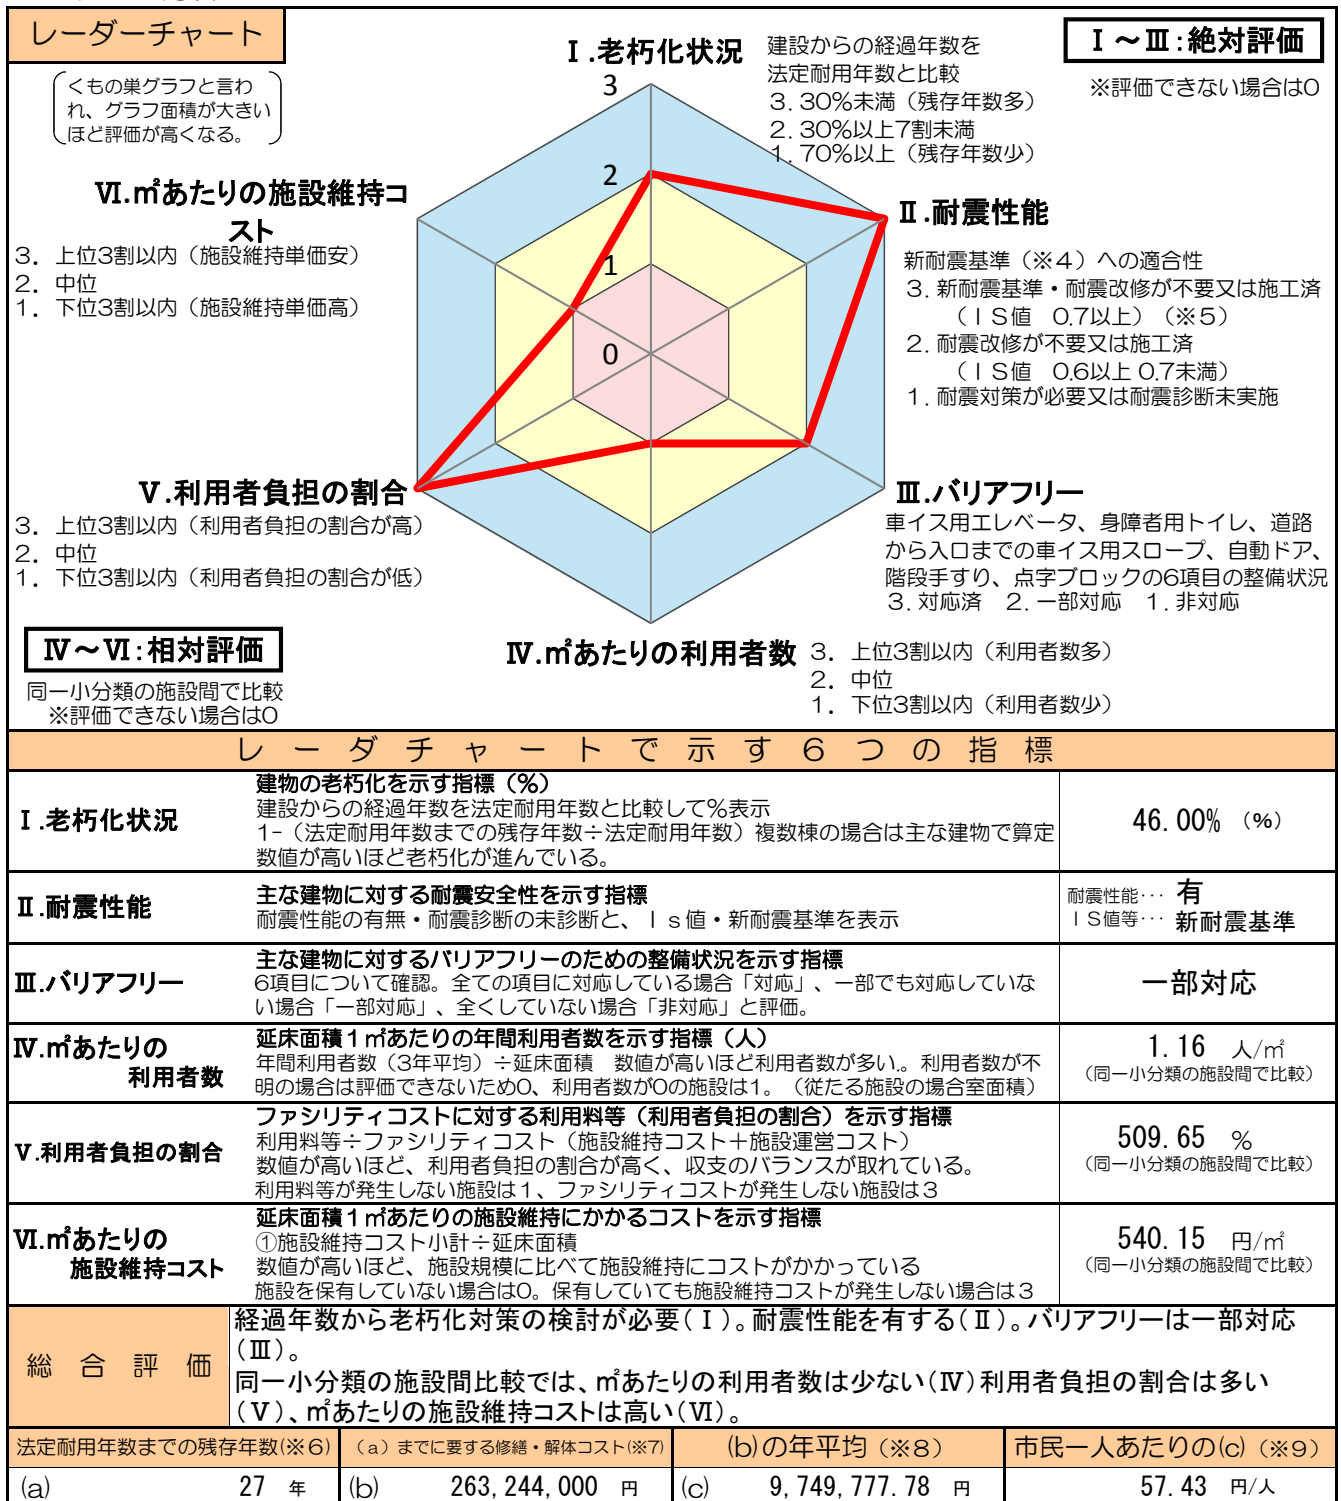 レーダーチャート
くもの巣グラフと言わ
れ、グラフ面積が大きい
ほど評価が高くなる。
Ⅰ.老朽化状況
建設からの経過年数を
法定耐用年数と比較
3. 30%未満（残存年数多）
2. 30%以上7割未満
1. 70%以上（残存年数少）
Ⅰ～Ⅲ:絶対評価
※評価できない場合は0
3
2
1
0
Ⅵ.㎡あたりの施設維持コ
スト
3. 上位3割以内（施設維持単価安）
2. 中位
1. 下位3割以内（施設維持単価高）
Ⅱ.耐震性能
新耐震基準（※4）への適合性
3. 新耐震基準・耐震改修が不要又は施工済
（ＩＳ値　0.7以上）（※5）
2. 耐震改修が不要又は施工済
（ＩＳ値　0.6以上 0.7未満）
1. 耐震対策が必要又は耐震診断未実施
Ⅴ.利用者負担の割合
3. 上位3割以内（利用者負担の割合が高）
2. 中位
1. 下位3割以内（利用者負担の割合が低）
Ⅲ.バリアフリー
車イス用エレベータ、身障者用トイレ、道路
から入口までの車イス用スロープ、自動ドア、
階段手すり、点字ブロックの6項目の整備状況
3. 対応済　2. 一部対応　1. 非対応
Ⅳ～Ⅵ:相対評価
同一小分類の施設間で比較
※評価できない場合は0
Ⅳ.㎡あたりの利用者数
3. 上位3割以内（利用者数多）
2. 中位
1. 下位3割以内（利用者数少）
レーダチャートで示す６つの指標
Ⅰ.老朽化状況
建物の老朽化を示す指標（%）
建設からの経過年数を法定耐用年数と比較して%表示
1-（法定耐用年数までの残存年数÷法定耐用年数）複数棟の場合は主な建物で算定
数値が高いほど老朽化が進んでいる。
46.00% （%）
Ⅱ.耐震性能
主な建物に対する耐震安全性を示す指標
耐震性能の有無・耐震診断の未診断と、Ｉｓ値・新耐震基準を表示
耐震性能･･･ 有
ＩＳ値等･･･ 新耐震基準
Ⅲ.バリアフリー
主な建物に対するバリアフリーのための整備状況を示す指標
6項目について確認。全ての項目に対応している場合「対応」、一部でも対応していな
い場合「一部対応」、全くしていない場合「非対応」と評価。
一部対応
Ⅳ.㎡あたりの
利用者数
延床面積１㎡あたりの年間利用者数を示す指標（人）
年間利用者数（3年平均）÷延床面積　数値が高いほど利用者数が多い。利用者数が不
明の場合は評価できないため0、利用者数が0の施設は1。（従たる施設の場合室面積）
1.16 人/㎡
（同一小分類の施設間で比較）
Ⅴ.利用者負担の割合
ファシリティコストに対する利用料等（利用者負担の割合）を示す指標
利用料等÷ファシリティコスト（施設維持コスト＋施設運営コスト）
数値が高いほど、利用者負担の割合が高く、収支のバランスが取れている。
利用料等が発生しない施設は１、ファシリティコストが発生しない施設は３
509.65 %
（同一小分類の施設間で比較）
Ⅵ.㎡あたりの
施設維持コスト
延床面積１㎡あたりの施設維持にかかるコストを示す指標
①施設維持コスト小計÷延床面積
数値が高いほど、施設規模に比べて施設維持にコストがかかっている
施設を保有していない場合は0。保有していても施設維持コストが発生しない場合は３
540.15 円/㎡
（同一小分類の施設間で比較）
総合評価
経過年数から老朽化対策の検討が必要(Ⅰ)。耐震性能を有する(Ⅱ)。バリアフリーは一部対応
(Ⅲ)。
同一小分類の施設間比較では、㎡あたりの利用者数は少ない(Ⅳ)利用者負担の割合は多い
(Ⅴ)、㎡あたりの施設維持コストは高い(Ⅵ)。
法定耐用年数までの残存年数(※6)
（a）までに要する修繕・解体コスト(※7)
(b)の年平均（※8）
市民一人あたりの(c)（※9）
(a) 27 年
(b) 263,244,000 円
(c) 9,749,777.78 円
57.43 円/人